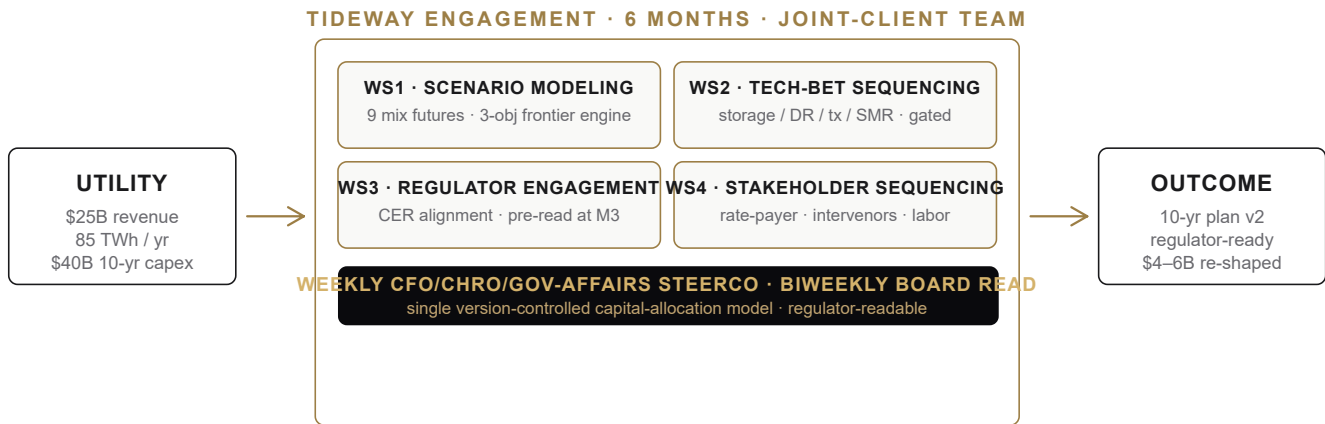 TIDEWAY ENGAGEMENT · 6 MONTHS · JOINT-CLIENT TEAM
UTILITY
$25B revenue
85 TWh / yr
$40B 10-yr capex
WS1 · SCENARIO MODELING
9 mix futures · 3-obj frontier engine
WS2 · TECH-BET SEQUENCING
storage / DR / tx / SMR · gated
WS3 · REGULATOR ENGAGEMENT
CER alignment · pre-read at M3
WS4 · STAKEHOLDER SEQUENCING
rate-payer · intervenors · labor
WEEKLY CFO/CHRO/GOV-AFFAIRS STEERCO · BIWEEKLY BOARD READ
single version-controlled capital-allocation model · regulator-readable
OUTCOME
10-yr plan v2
regulator-ready
$4–6B re-shaped